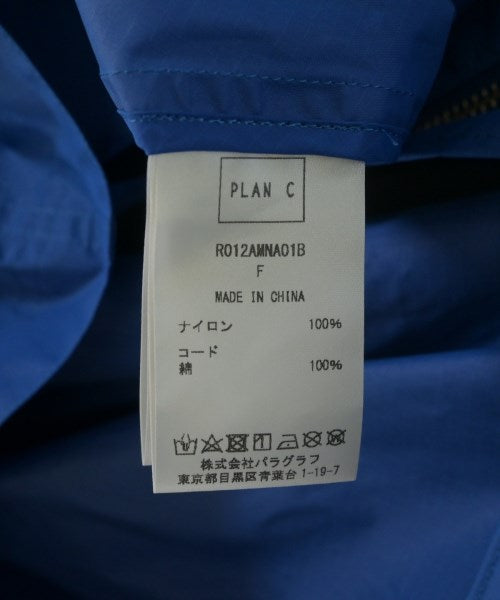 PLAN C
R012AMNA01B
F
MADE IN CHINA
ナイロン 100%
コード
綿 100%
株式会社パラグラフ
東京都目黒区青葉台1-19-7